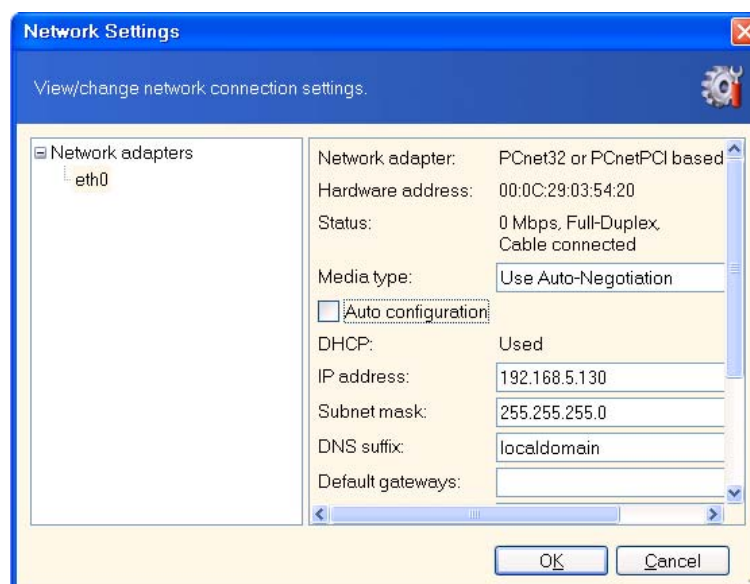 Network Settings
View/change network connection settings.
Network adapters
eth0
Network adapter: PCnet32 or PCnetPCI based
Hardware address: 00:0C:29:03:54:20
Status: 0 Mbps, Full-Duplex,
Cable connected
Media type: Use Auto-Negotiation
Auto configuration
DHCP: Used
IP address: 192.168.5.130
Subnet mask: 255.255.255.0
DNS suffix: localdomain
Default gateways:
OK Cancel